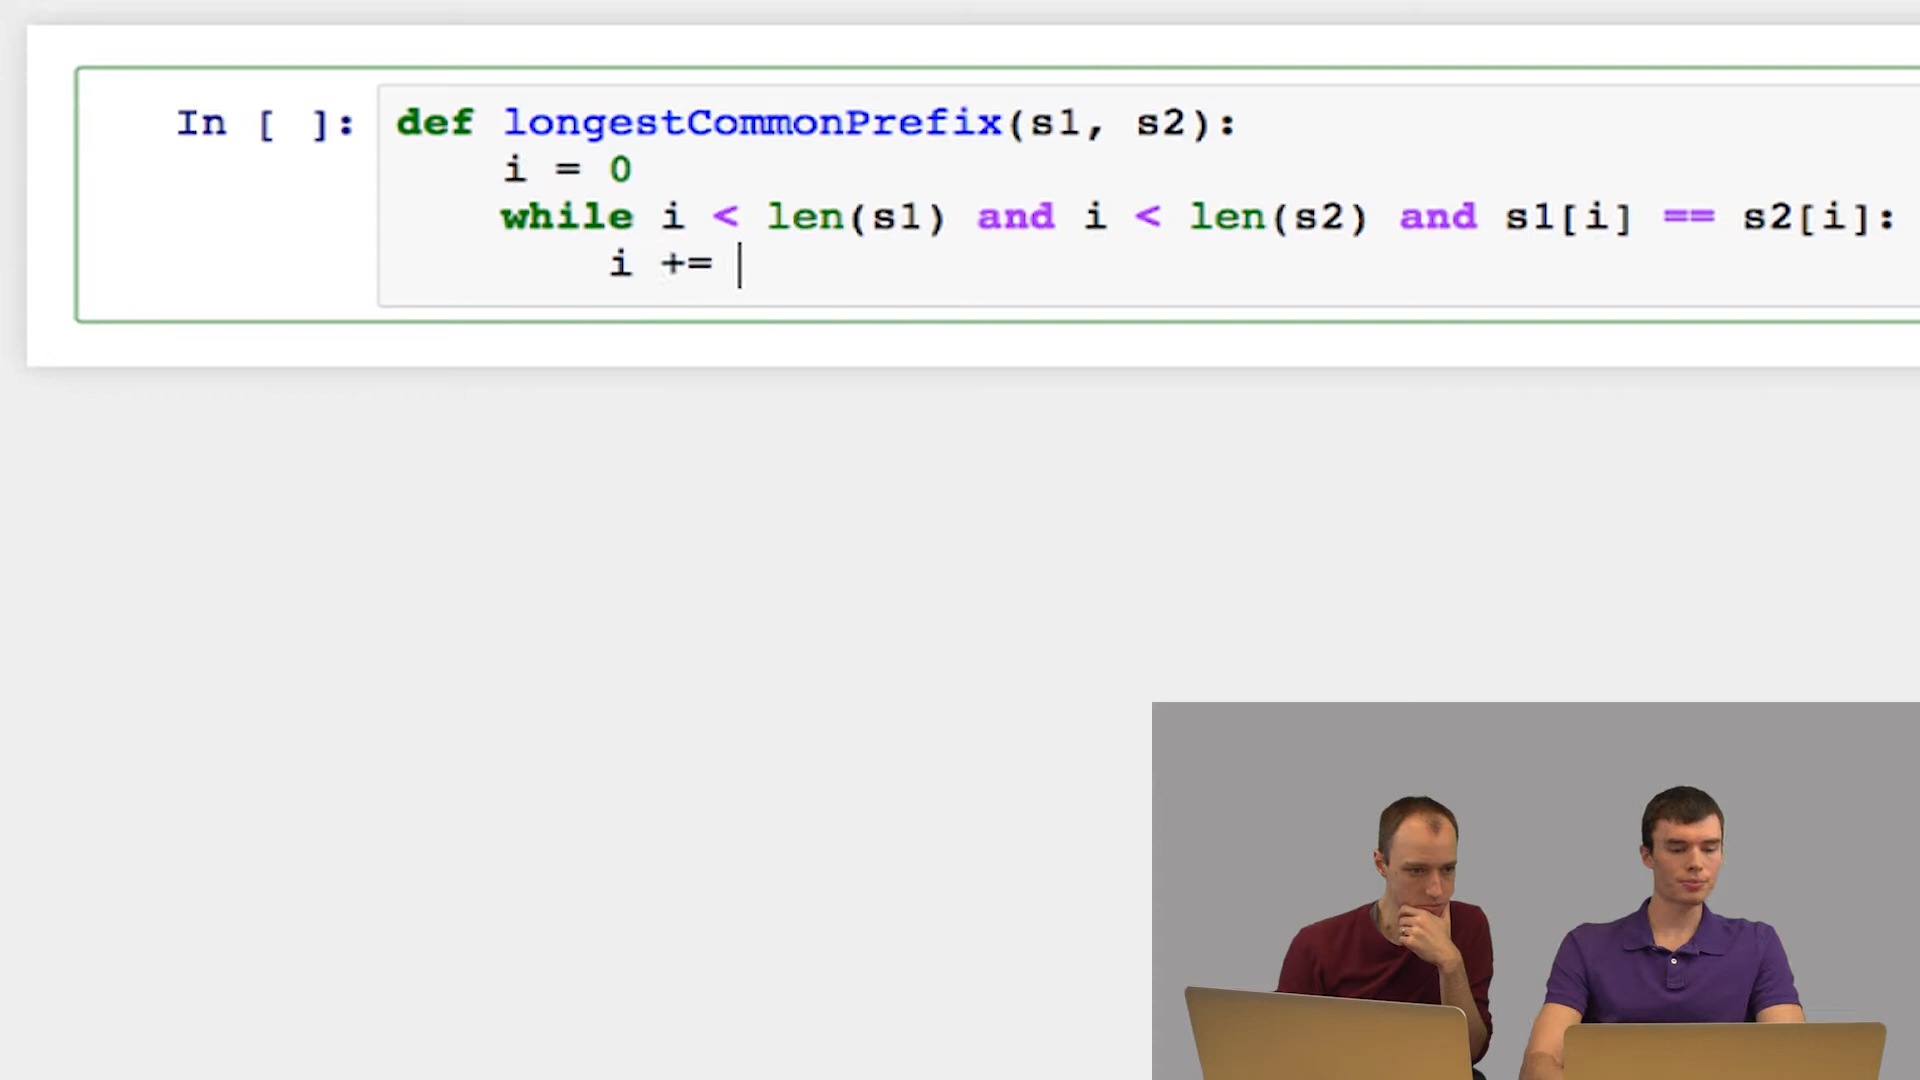 In [ ]: def longestCommonPrefix(s1, s2):
i = 0
while i < len(s1) and i < len(s2) and s1[i] == s2[i]:
i +=